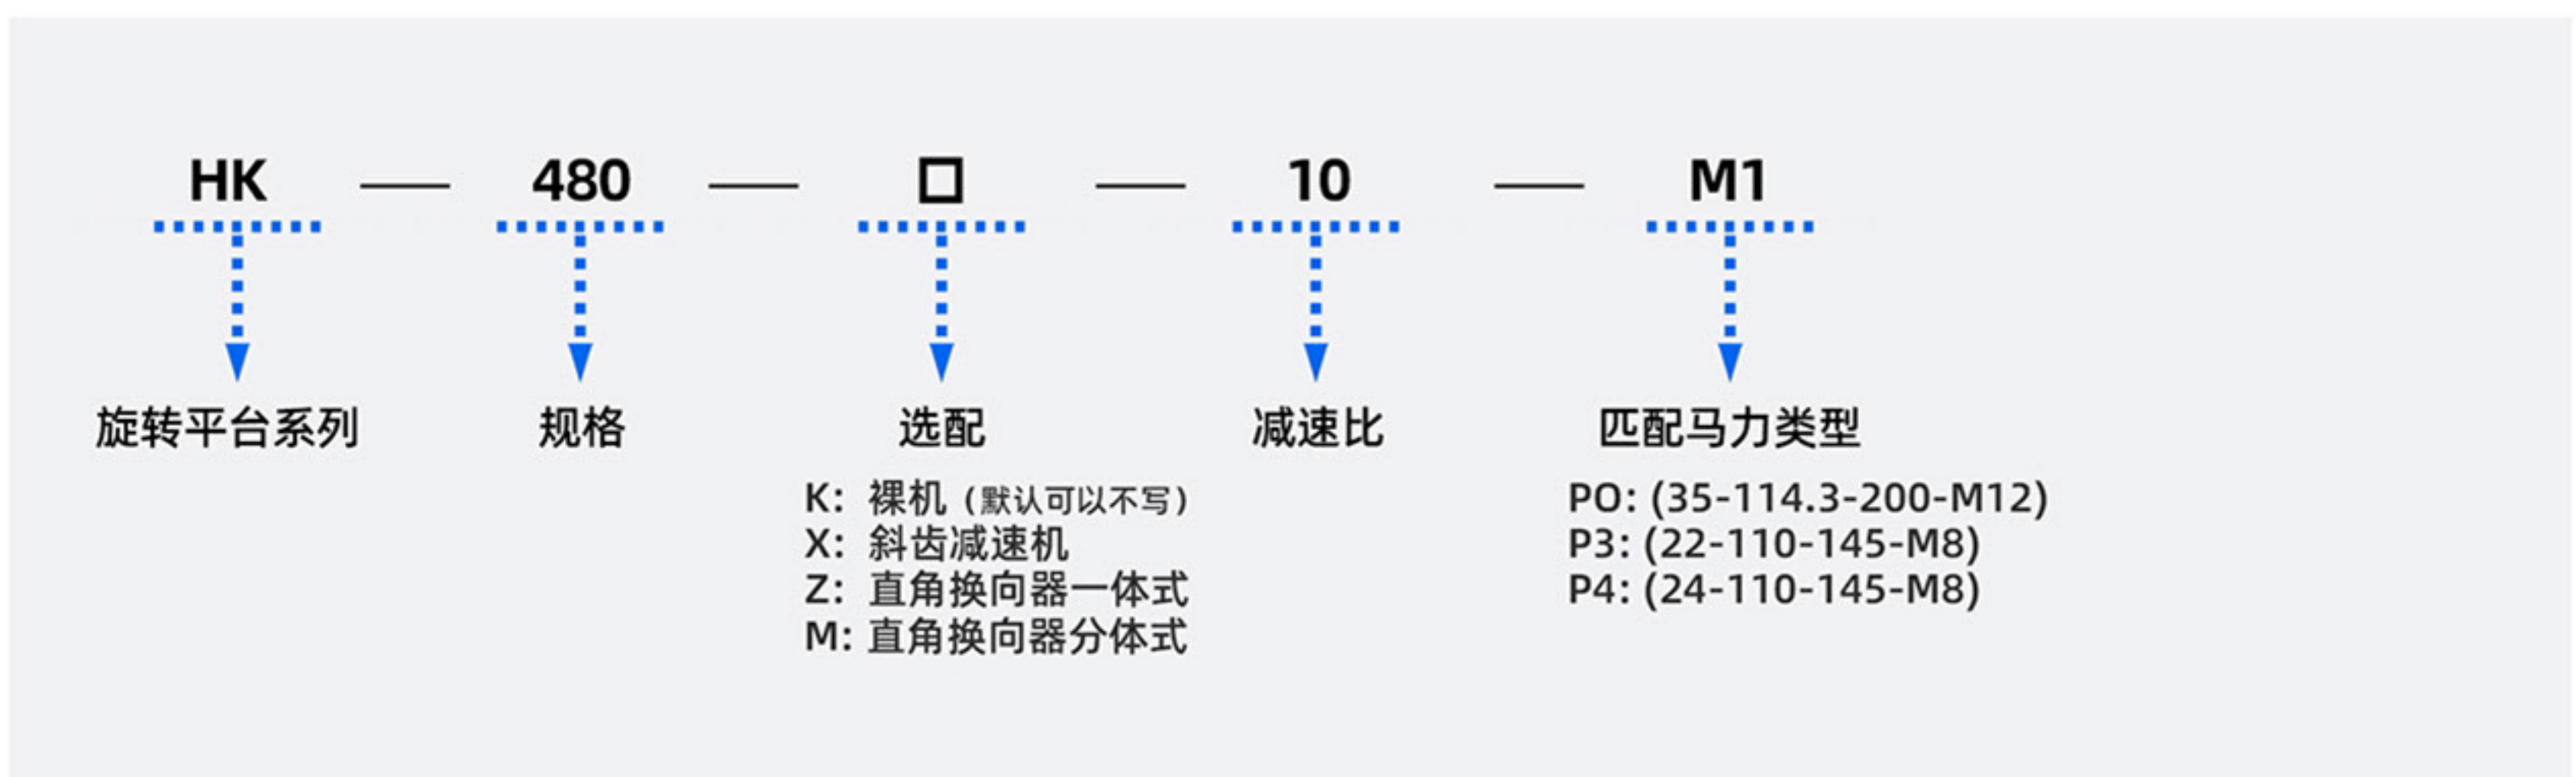 HK — 480 — □ — 10 — M1
旋转平台系列 规格 选配 减速比 匹配马力类型
K: 裸机（默认可以不写）
X: 斜齿减速机
Z: 直角换向器一体式
M: 直角换向器分体式
PO: (35-114.3-200-M12)
P3: (22-110-145-M8)
P4: (24-110-145-M8)